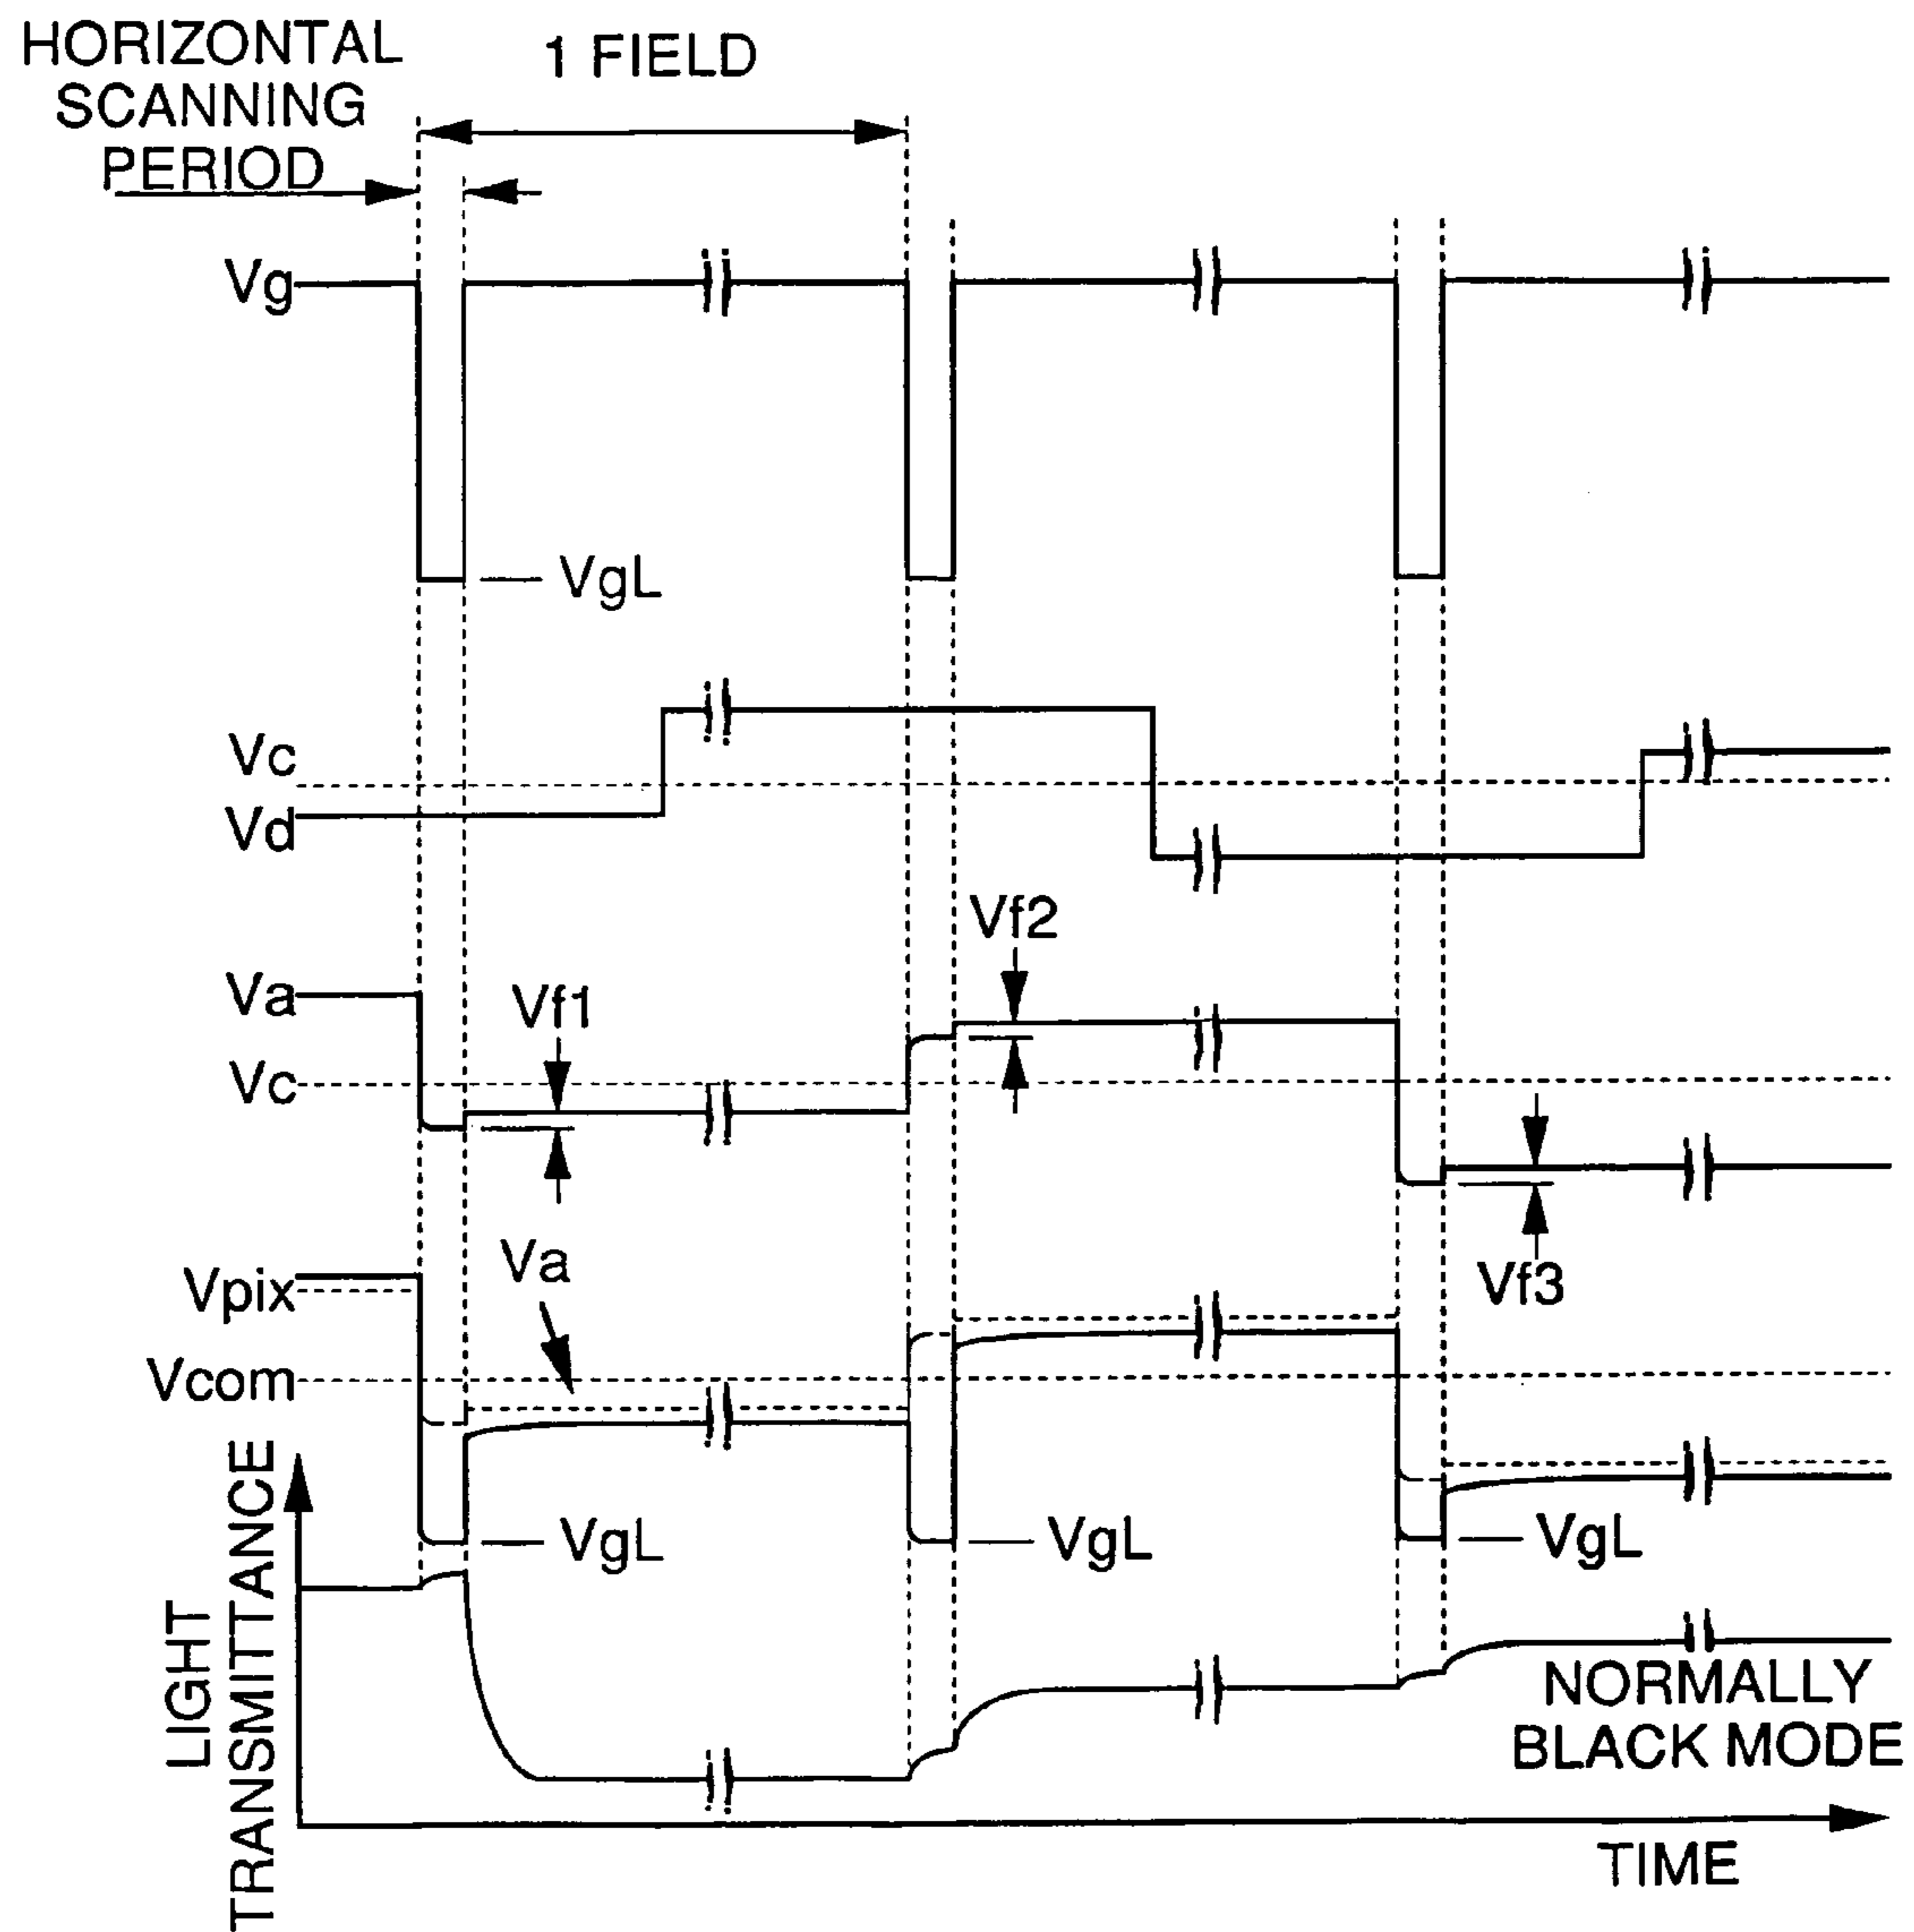 HORIZONTAL
SCANNING
PERIOD
1 FIELD
Vg
VgL
Vc
Vd
Vf2
Va
Vf1
Vc
Va
Vpix
Vf3
Vcom
VgL
VgL
VgL
LIGHT
TRANSMITTANCE
NORMALLY
BLACK MODE
TIME